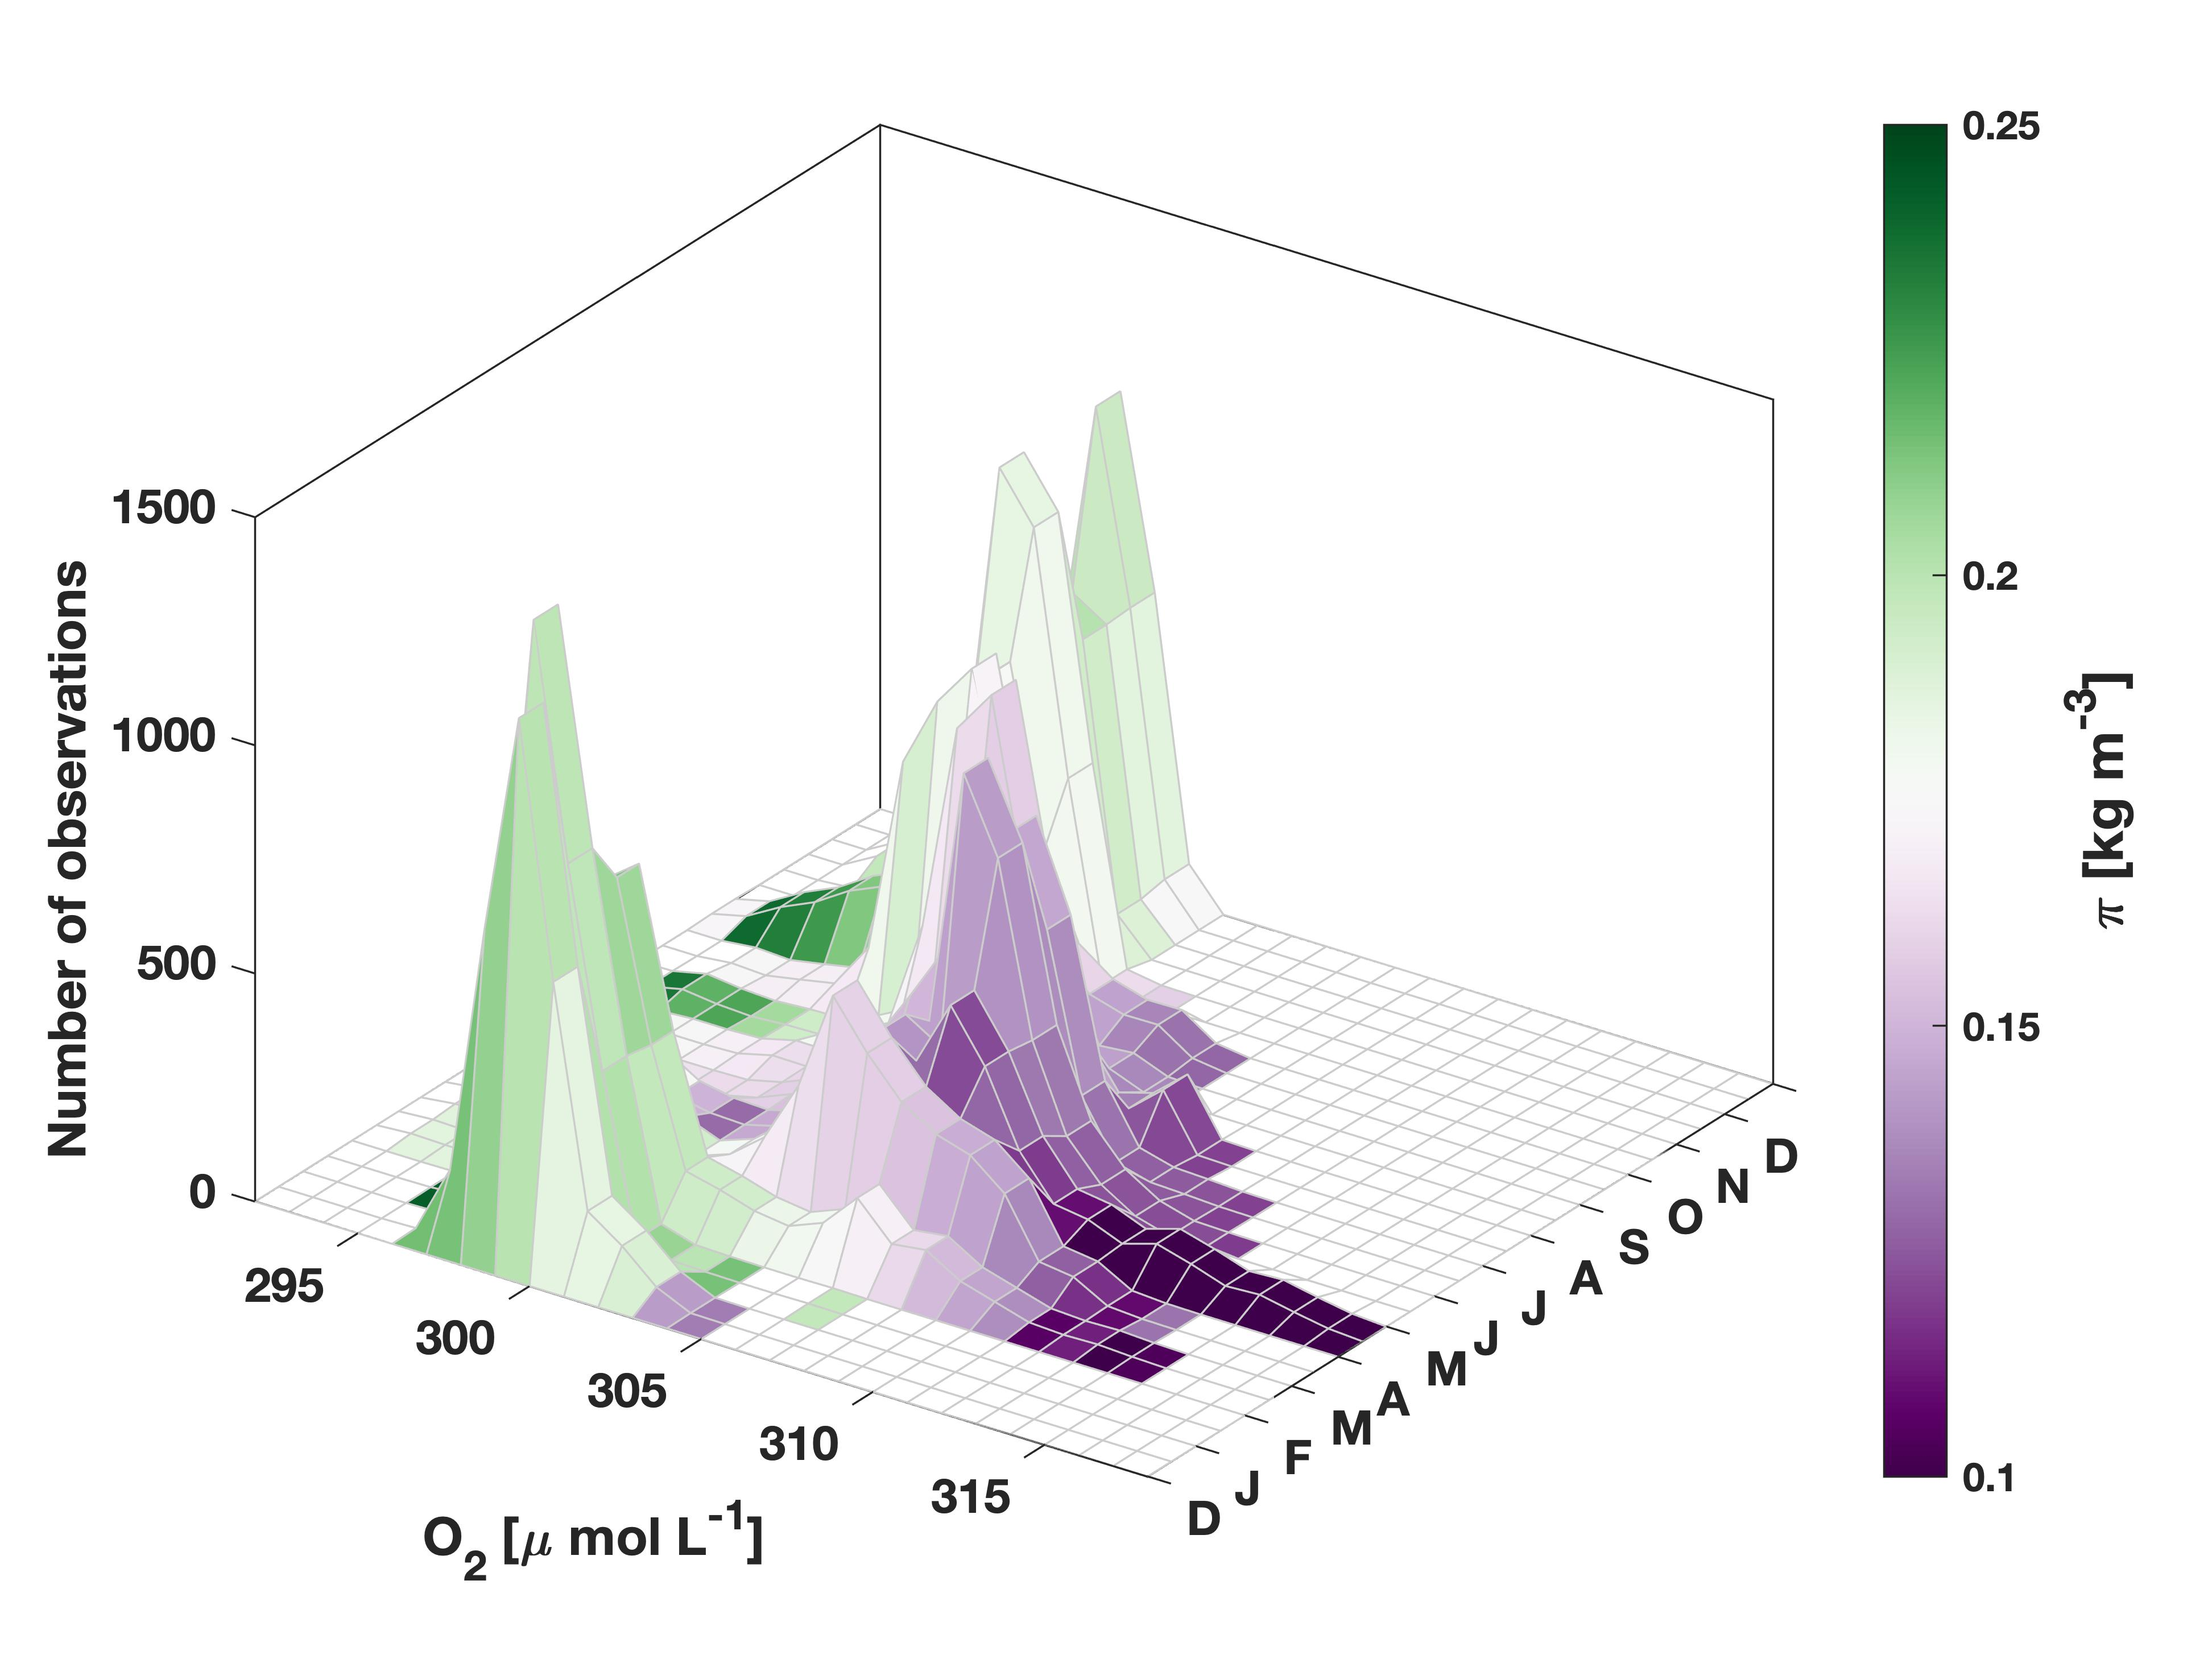 1500
1000
500
0
Number of observations
295
300
305
310
315
O2 [μ mol L-1]
D
J
F
M
A
M
J
J
A
S
O
N
D
0.25
0.2
0.15
0.1
π [kg m-3]